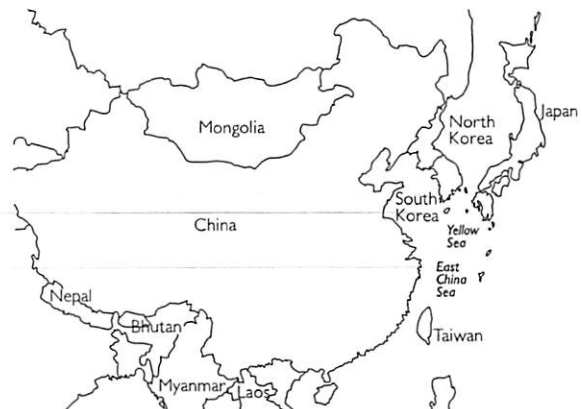 Japan
North
Korea
Mongolia
South
Korea
China
Yellow
Sea
East
China
Sea
Nepal
Bhutan
Taiwan
Myanmar
Laos